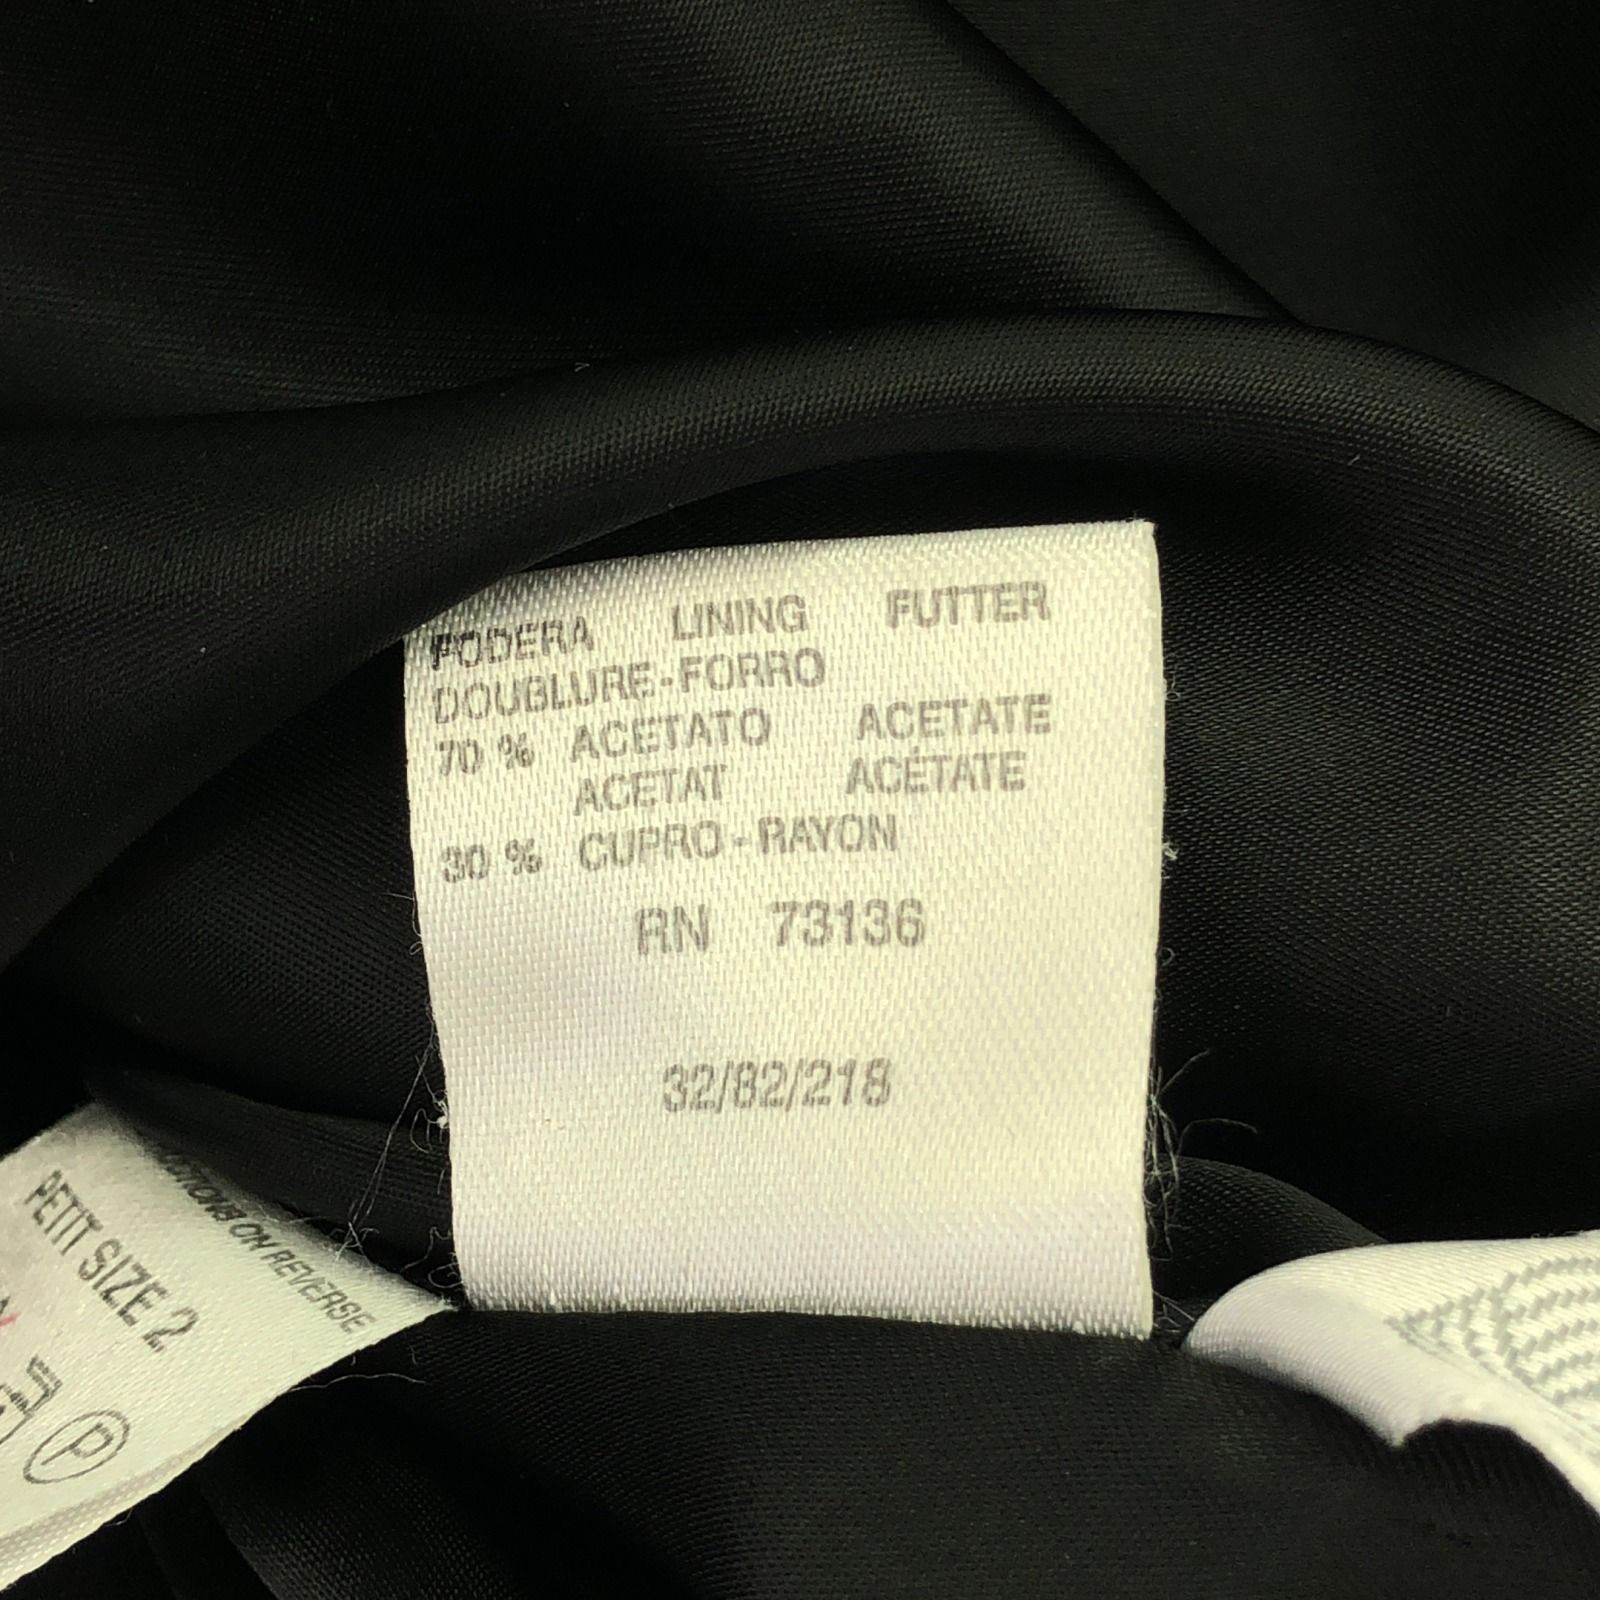 FODERA LINING FUTTER
DOUBLURE-FORRO
70 % ACETATO ACETATE
ACETAT ACÉTATE
30 % CUPRO-RAYON
RN 73136
32/82/218
ON REVERSE
PETIT SIZE 2
P